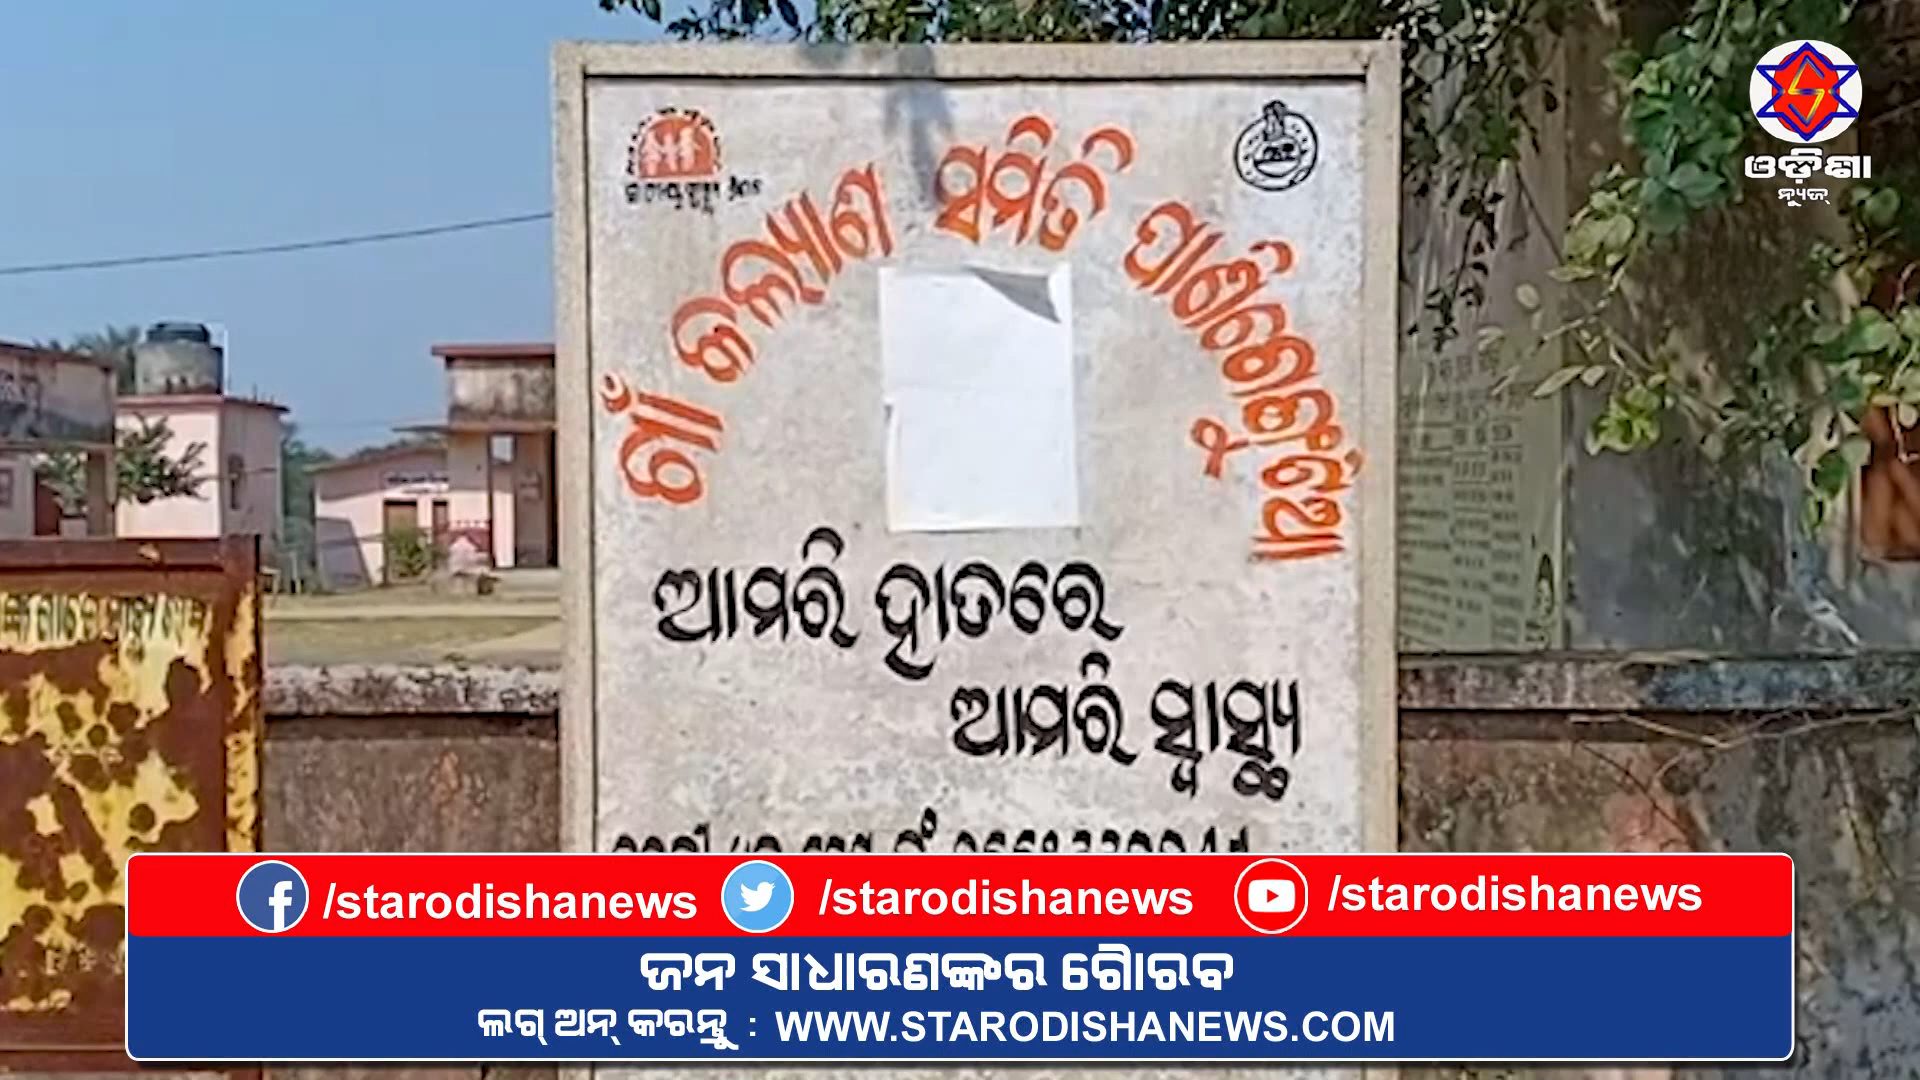 ଓଡ଼ିଶା
ନ୍ୟୁଜ୍
ଗାଁ କଲ୍ୟାଣ ସମିତି
ଆମରି ହାତରେ
ଆମରି ସ୍ୱାସ୍ଥ୍ୟ
/starodishanews /starodishanews /starodishanews
ଜନ ସାଧାରଣଙ୍କର ଗୌରବ
ଲଗ୍ ଅନ୍ କରନ୍ତୁ : WWW.STARODISHANEWS.COM